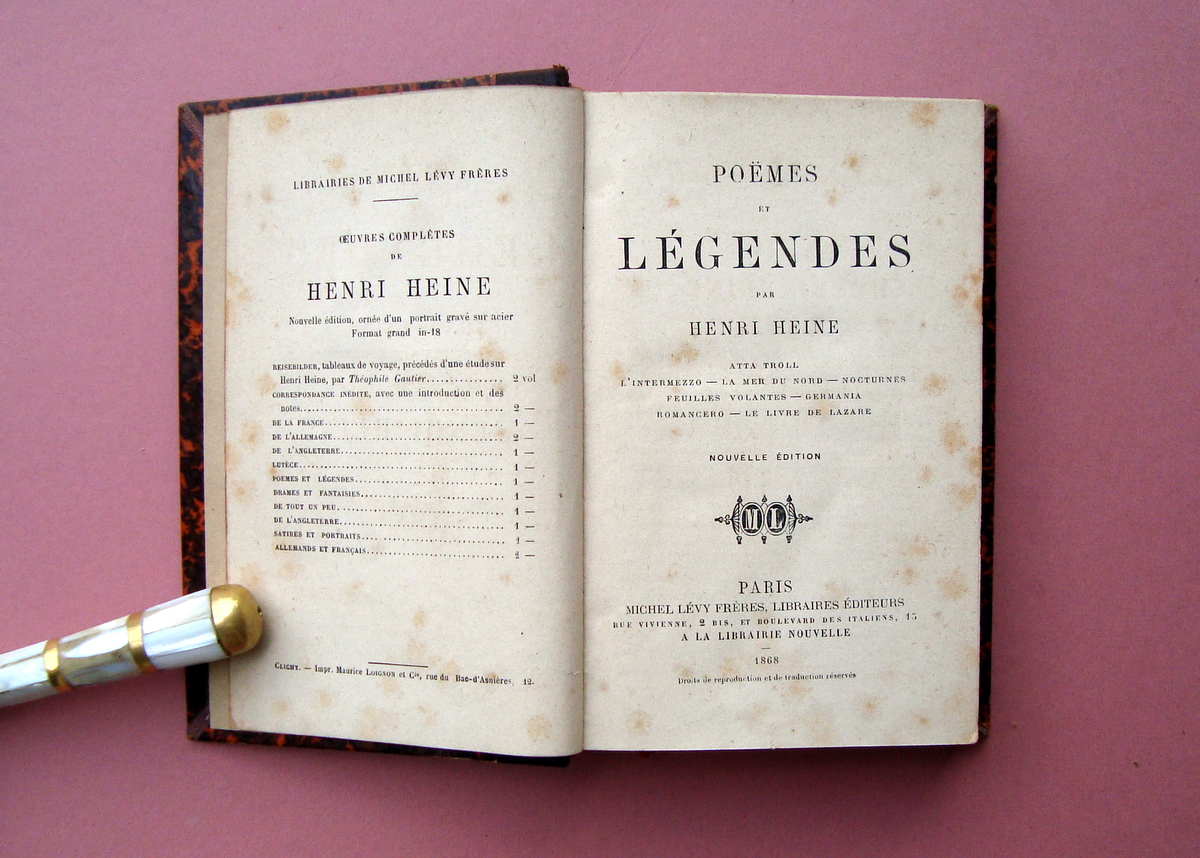 LIBRAIRIES DE MICHEL LÉVY FRÈRES
ŒUVRES COMPLÈTES
DE
HENRI HEINE
Nouvelle édition, ornée d'un portrait gravé sur acier
Format grand in-18
REISEBILDER, tableaux de voyage, précédés d'une étude sur
Henri Heine, par Théophile Gautier............... 2 vol
CORRESPONDANCE INÉDITE, avec une introduction et des
notes............... 2 —
DE LA FRANCE............... 1 —
DE L'ALLEMAGNE............... 2 —
DE L'ANGLETERRE............... 1 —
LUTÈCE............... 1 —
POEMES ET LÉGENDES............... 1 —
DRAMES ET FANTAISIES............... 1 —
DE TOUT UN PEU............... 1 —
DE L'ANGLETERRE............... 1 —
SATIRES ET PORTRAITS............... 1 —
ALLEMANDS ET FRANÇAIS............... 2 —
CLICHY. — Impr. Maurice LOIGNON et Cie, rue du Bac-d'Asnières, 12.
POËMES
ET
LÉGENDES
PAR
HENRI HEINE
ATTA TROLL
L'INTERMEZZO — LA MER DU NORD — NOCTURNES
FEUILLES VOLANTES — GERMANIA
ROMANCERO — LE LIVRE DE LAZARE
NOUVELLE ÉDITION
ML
PARIS
MICHEL LÉVY FRÈRES, LIBRAIRES ÉDITEURS
RUE VIVIENNE, 2 BIS, ET BOULEVARD DES ITALIENS, 15
A LA LIBRAIRIE NOUVELLE
1868
Droits de reproduction et de traduction réservés